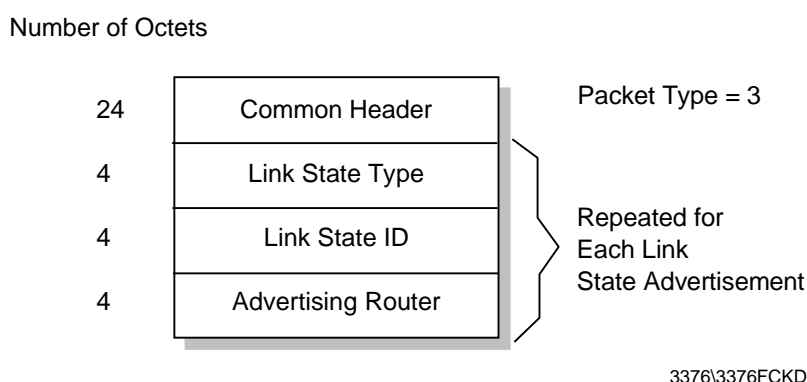 Number of Octets
24 Common Header Packet Type = 3
4 Link State Type
4 Link State ID
4 Advertising Router
Repeated for
Each Link
State Advertisement
3376\3376FCKD